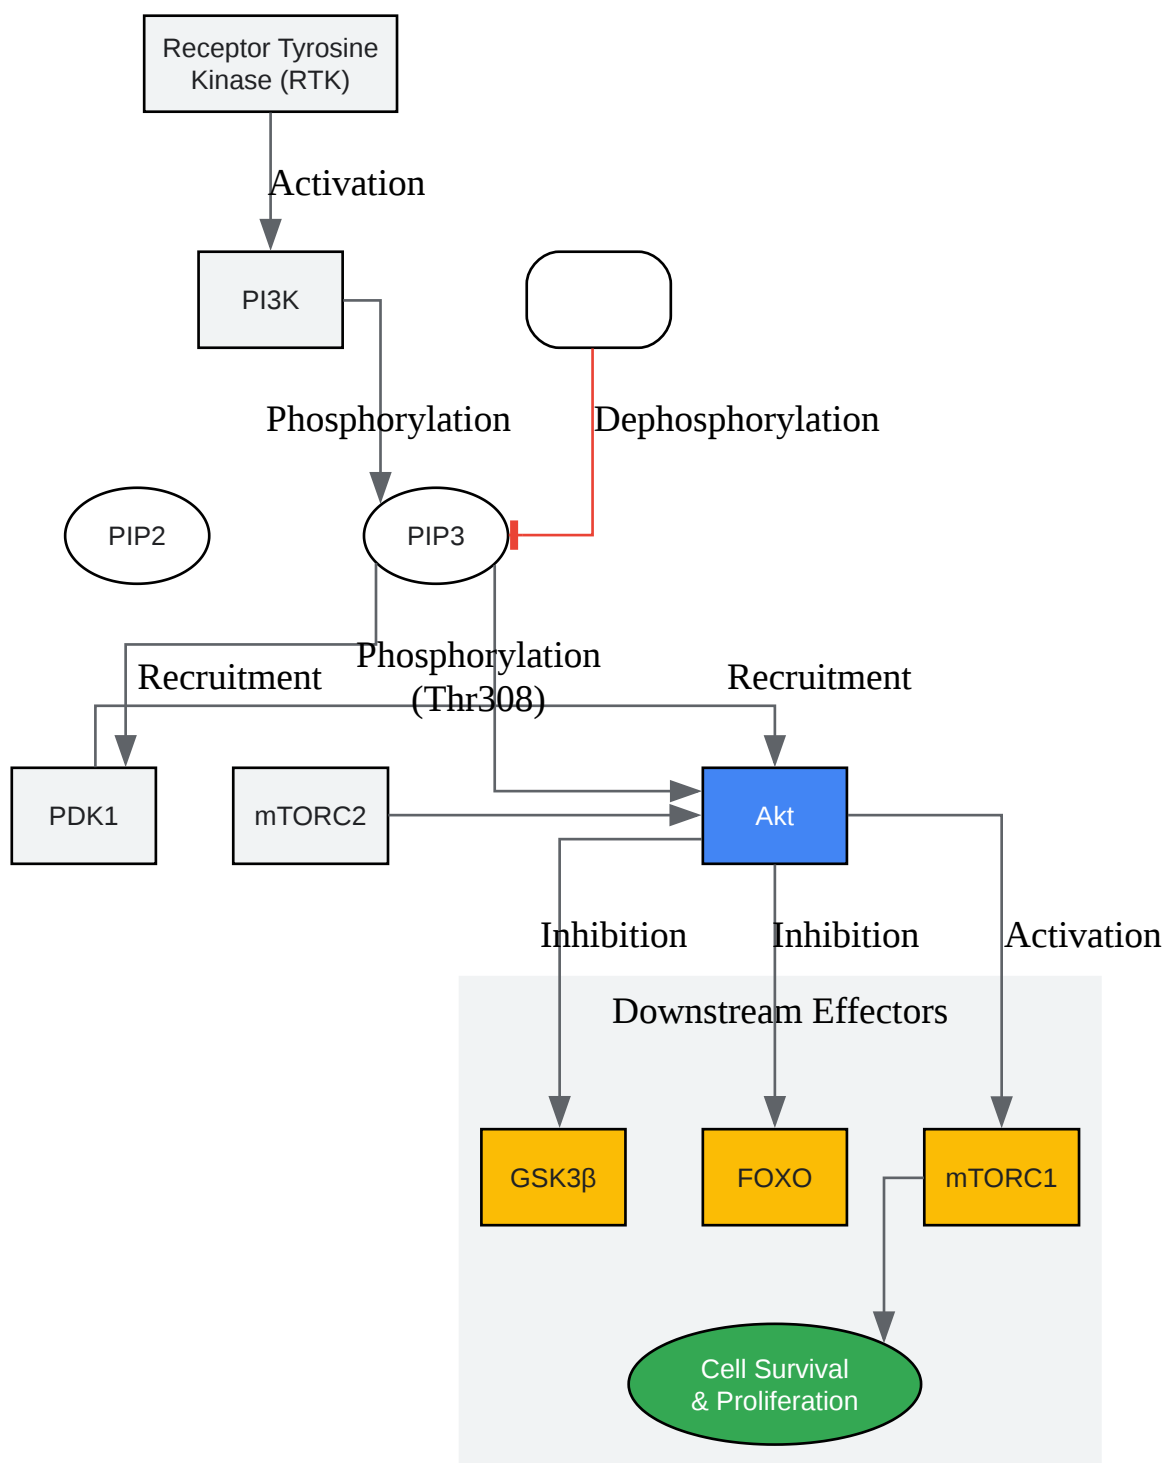 Receptor Tyrosine
Kinase (RTK)
Activation
PI3K
Phosphorylation
Dephosphorylation
PIP2
PIP3
Recruitment
Phosphorylation
(Thr308)
Recruitment
PDK1
mTORC2
Akt
Inhibition
Inhibition
Activation
Downstream Effectors
GSK3β
FOXO
mTORC1
Cell Survival
& Proliferation